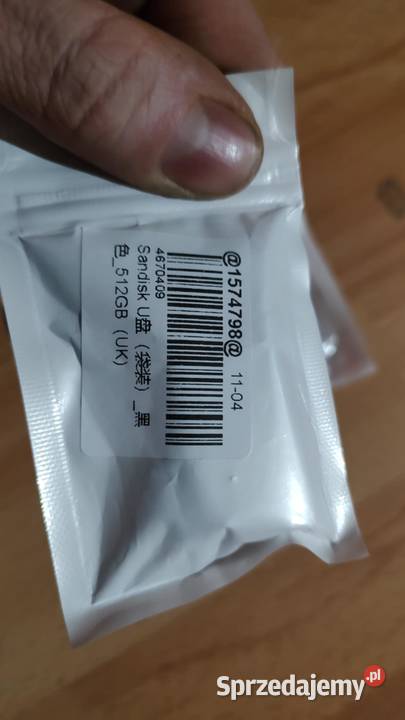 @1574798@ 11-04
4670409
Sandisk U盘（袋装）_黑
色_512GB（UK）
Sprzedajemy.pl